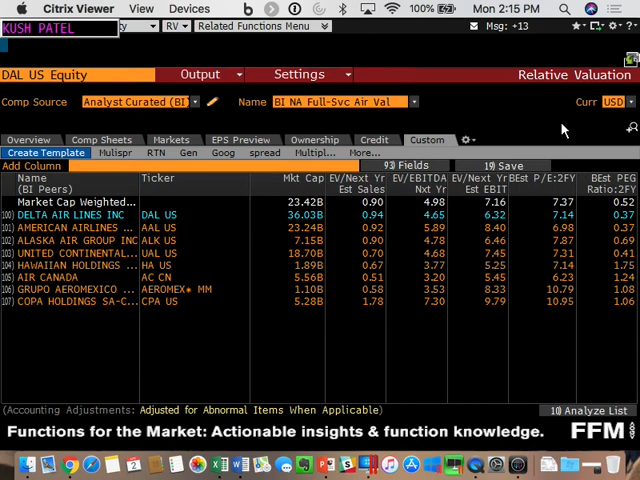 Citrix Viewer View Devices 100% Mon 2:15 PM
KUSH PATEL RV Related Functions Menu Msg: +13
DAL US Equity Output Settings Relative Valuation
Comp Source Analyst Curated (BI) Name BI NA Full-Svc Air Val Curr USD
Overview Comp Sheets Markets EPS Preview Ownership Credit Custom
Create Template Mulispr RTN Gen Goog spread Multipl... More...
Add Column 93) Fields 19) Save
Name Ticker Mkt Cap EV/Next Yr EV/EBITDA EV/Next Yr BEst P/E:2FY BEst PEG
(BI Peers) Est Sales Nxt Yr Est EBIT Ratio:2FY
Market Cap Weighted... 23.42B 0.90 4.98 7.16 7.37 0.52
100) DELTA AIR LINES INC DAL US 36.03B 0.94 4.65 6.32 7.14 0.37
101) AMERICAN AIRLINES ... AAL US 23.24B 0.92 5.89 8.40 6.98 0.37
102) ALASKA AIR GROUP INC ALK US 7.15B 0.90 4.78 6.46 7.87 0.69
103) UNITED CONTINENTAL... UAL US 18.70B 0.70 4.68 7.45 7.31 0.41
104) HAWAIIAN HOLDINGS ... HA US 1.89B 0.67 3.77 5.25 7.14 1.75
105) AIR CANADA AC CN 5.56B 0.51 3.20 5.45 6.23 1.24
106) GRUPO AEROMEXICO ... AEROMEX* MM 1.10B 0.58 3.53 8.33 10.79 1.08
107) COPA HOLDINGS SA-C... CPA US 5.28B 1.78 7.30 9.79 10.95 1.06
(Accounting Adjustments: Adjusted for Abnormal Items When Applicable) 10) Analyze List
Functions for the Market: Actionable insights & function knowledge. FFM